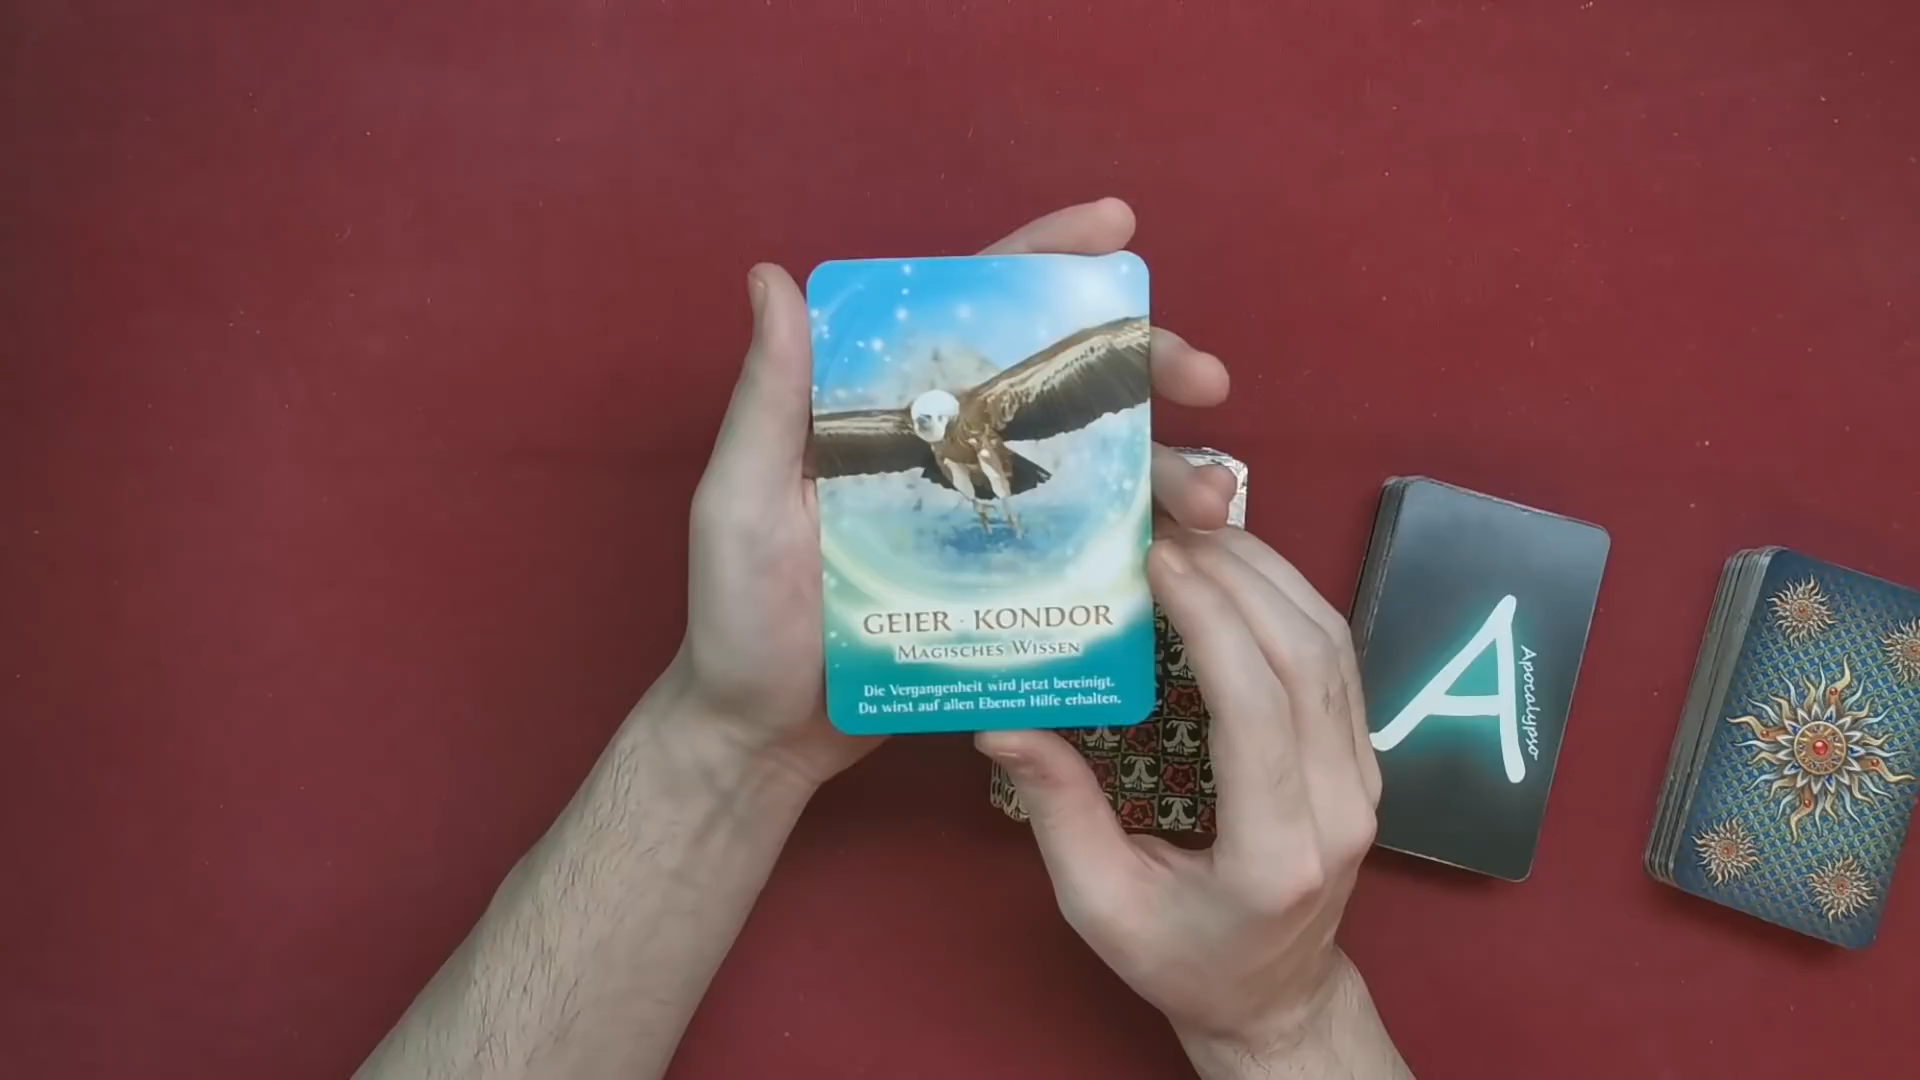 GEIER · KONDOR
MAGISCHES WISSEN
Die Vergangenheit wird jetzt bereinigt.
Du wirst auf allen Ebenen Hilfe erhalten.
A
Apocalypso